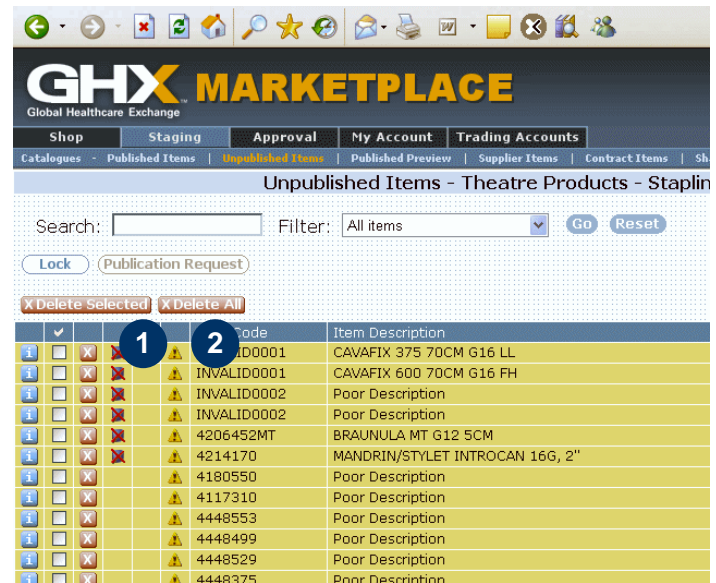 GHX MARKETPLACE
Global Healthcare Exchange
Shop Staging Approval My Account Trading Accounts
Catalogues - Published Items | Unpublished Items | Published Preview | Supplier Items | Contract Items | Sh
Unpublished Items - Theatre Products - Staplin
Search: Filter: All items Go Reset
Lock Publication Request
X Delete Selected X Delete All
1 2 Code Item Description
INVALID0001 CAVAFIX 375 70CM G16 LL
INVALID0001 CAVAFIX 600 70CM G16 FH
INVALID0002 Poor Description
INVALID0002 Poor Description
4206452MT BRAUNULA MT G12 5CM
4214170 MANDRIN/STYLET INTROCAN 16G, 2"
4180550 Poor Description
4117310 Poor Description
4448553 Poor Description
4448499 Poor Description
4448529 Poor Description
4448375 Poor Description